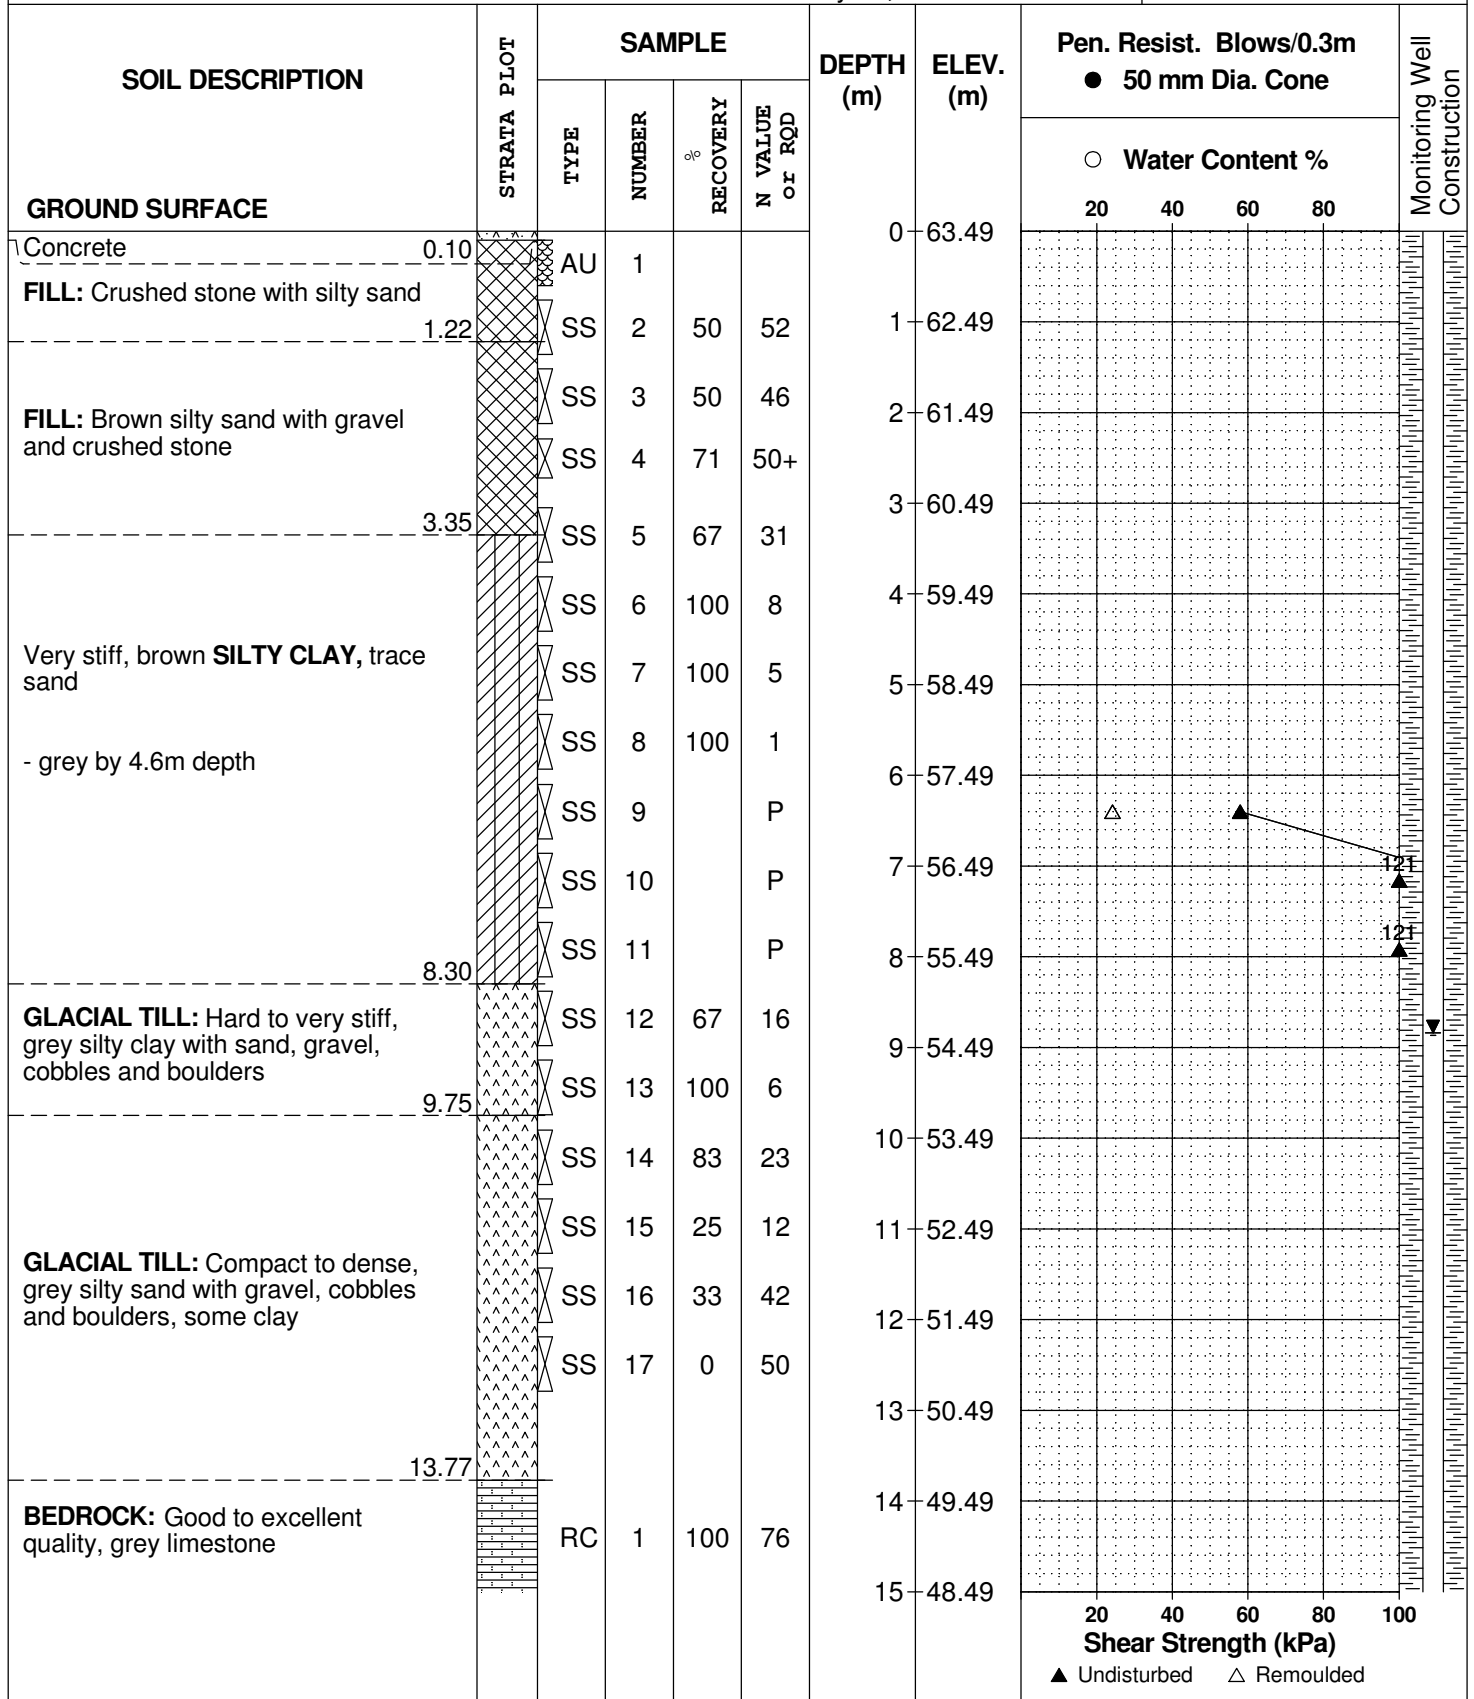 SOIL DESCRIPTION
GROUND SURFACE
STRATA PLOT
SAMPLE
TYPE
NUMBER
%
RECOVERY
N VALUE
or RQD
DEPTH
(m)
ELEV.
(m)
Pen. Resist. Blows/0.3m
● 50 mm Dia. Cone
○ Water Content %
20 40 60 80
Monitoring Well
Construction
0 63.49
Concrete 0.10
AU 1
FILL: Crushed stone with silty sand
1.22
SS 2 50 52
1 62.49
SS 3 50 46
2 61.49
FILL: Brown silty sand with gravel
and crushed stone
SS 4 71 50+
3 60.49
3.35
SS 5 67 31
SS 6 100 8
4 59.49
Very stiff, brown SILTY CLAY, trace
sand
SS 7 100 5
5 58.49
SS 8 100 1
- grey by 4.6m depth
6 57.49
SS 9 P
7 56.49
121
SS 10 P
121
SS 11 P
8 55.49
8.30
GLACIAL TILL: Hard to very stiff,
grey silty clay with sand, gravel,
cobbles and boulders
SS 12 67 16
9 54.49
SS 13 100 6
9.75
10 53.49
SS 14 83 23
SS 15 25 12
11 52.49
GLACIAL TILL: Compact to dense,
grey silty sand with gravel, cobbles
and boulders, some clay
SS 16 33 42
12 51.49
SS 17 0 50
13 50.49
13.77
14 49.49
BEDROCK: Good to excellent
quality, grey limestone
RC 1 100 76
15 48.49
20 40 60 80 100
Shear Strength (kPa)
▲ Undisturbed △ Remoulded